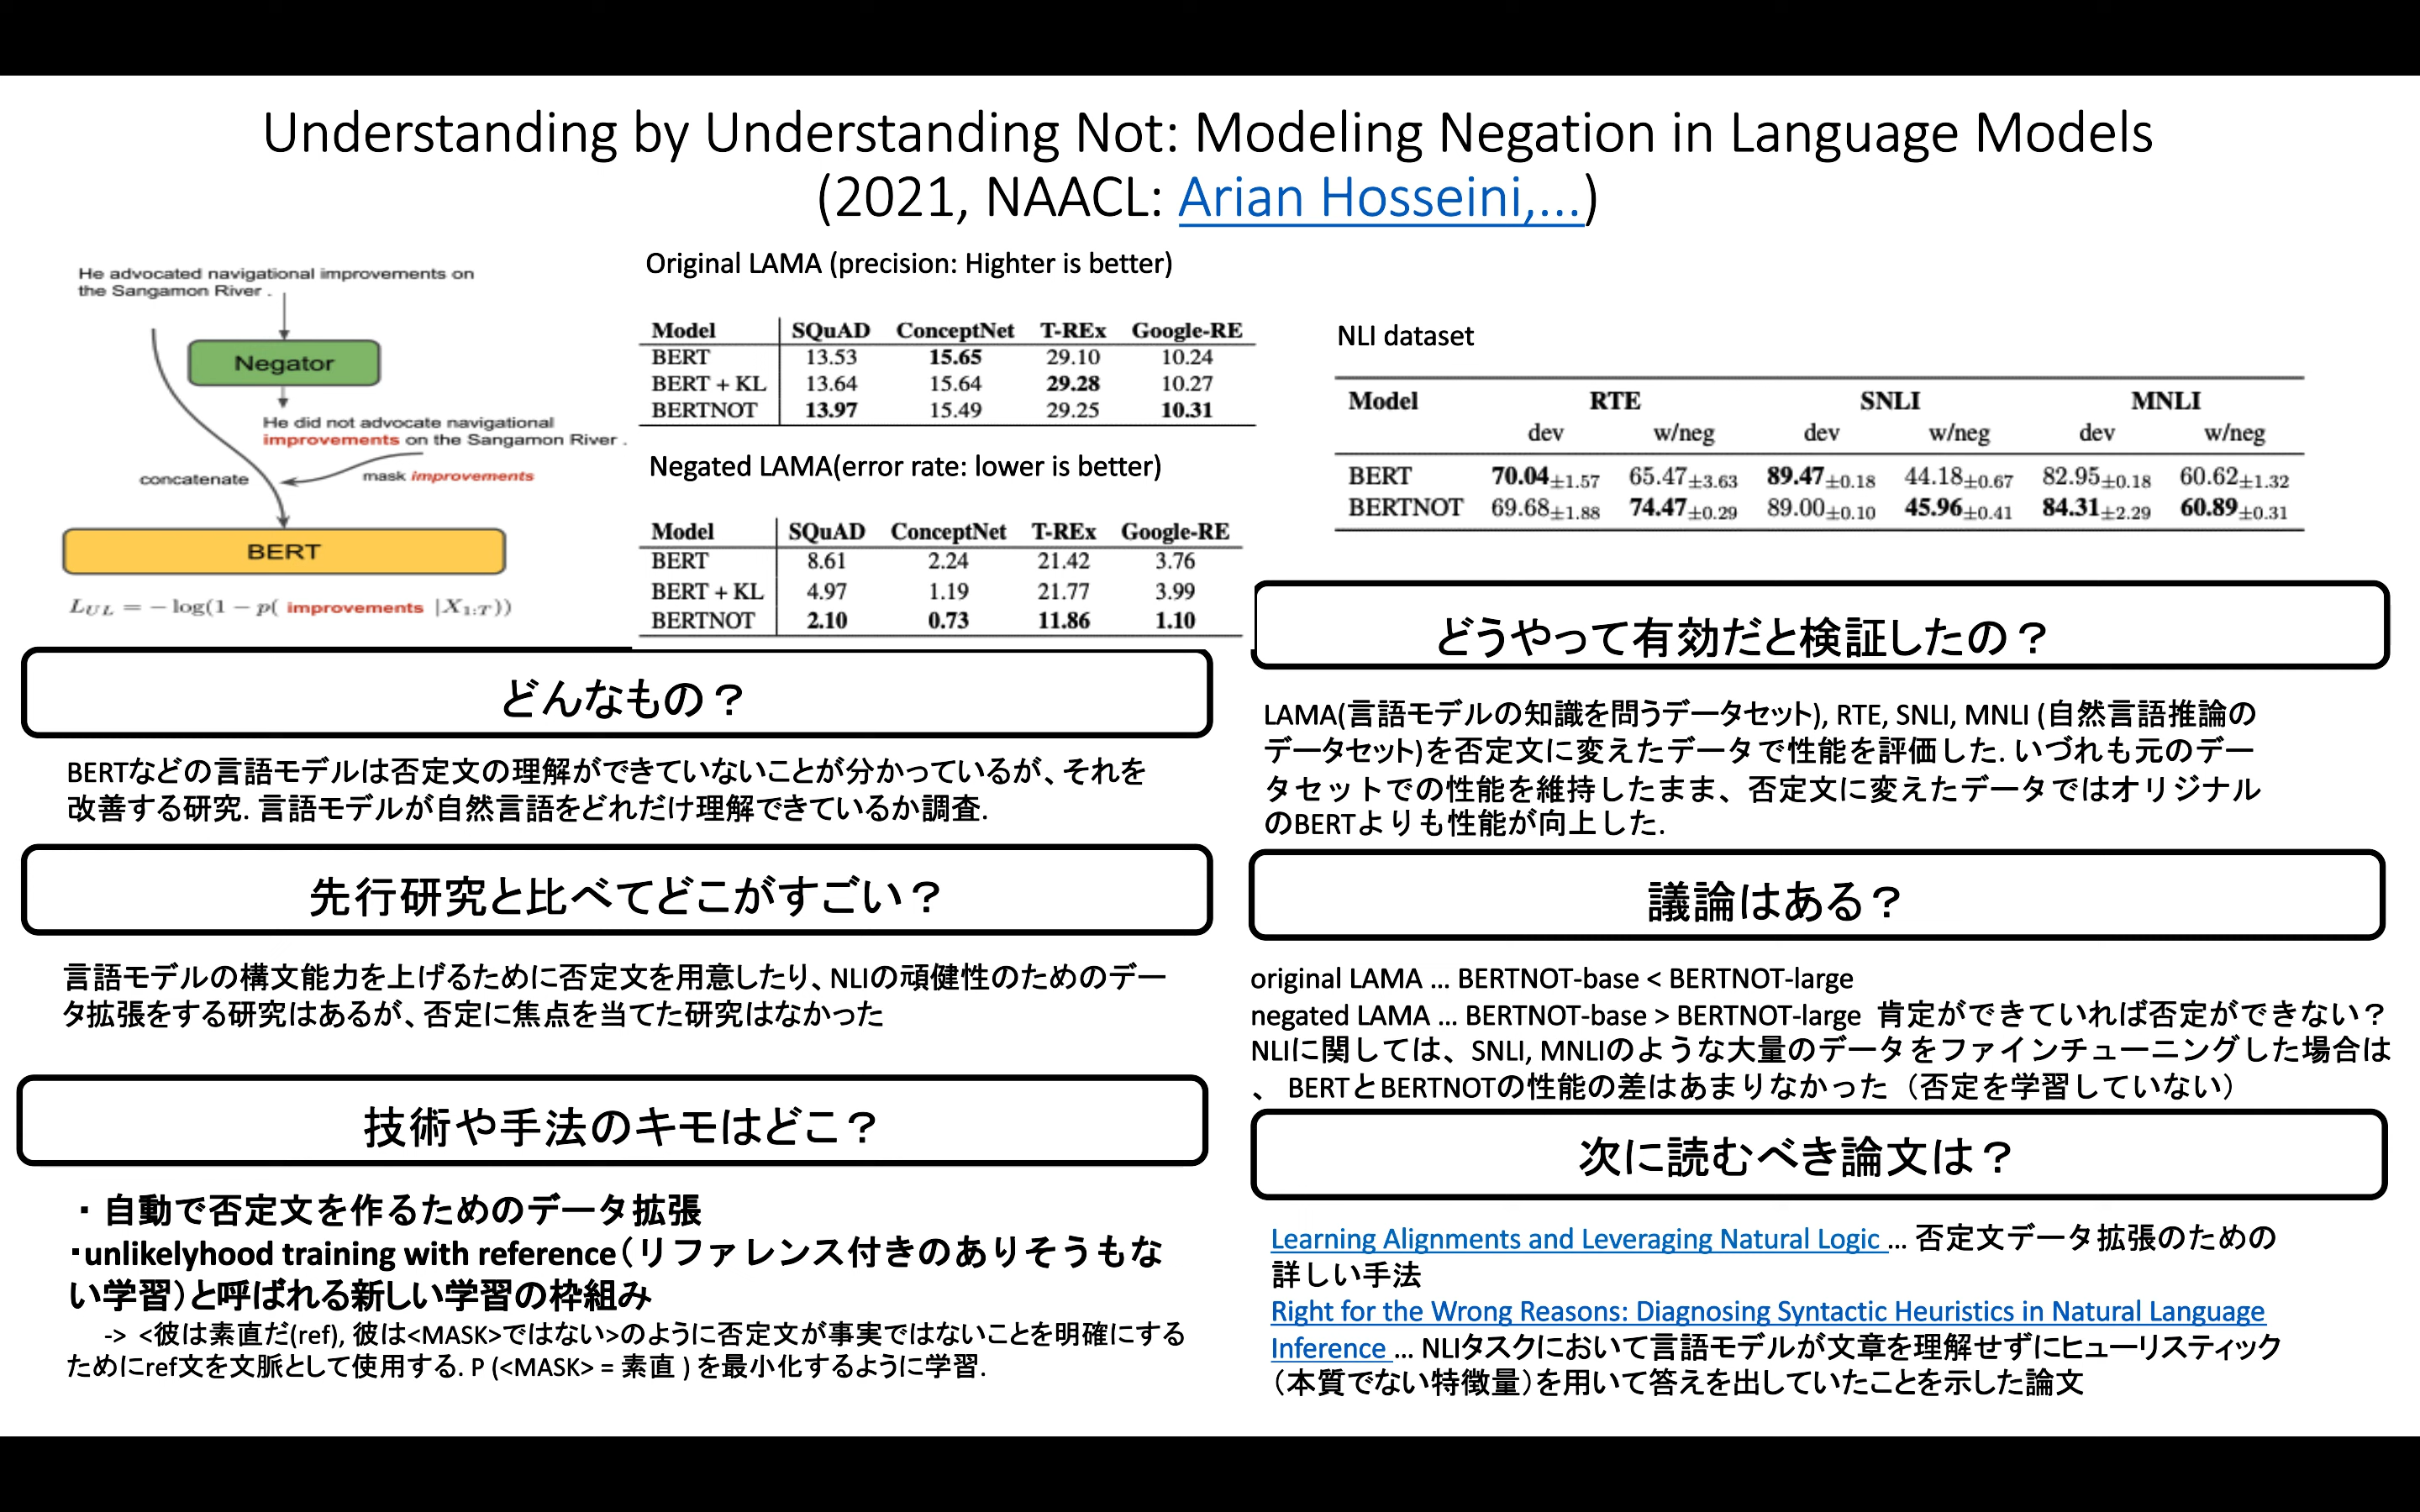 Understanding by Understanding Not: Modeling Negation in Language Models
(2021, NAACL: Arian Hosseini,...)
He advocated navigational improvements on
the Sangamon River .
Negator
He did not advocate navigational
improvements on the Sangamon River .
concatenate
mask improvements
BERT
L_UL = − log(1 − p( improvements |X_1:T))
Original LAMA (precision: Highter is better)
Model SQuAD ConceptNet T-REx Google-RE
BERT 13.53 15.65 29.10 10.24
BERT + KL 13.64 15.64 29.28 10.27
BERTNOT 13.97 15.49 29.25 10.31
Negated LAMA(error rate: lower is better)
Model SQuAD ConceptNet T-REx Google-RE
BERT 8.61 2.24 21.42 3.76
BERT + KL 4.97 1.19 21.77 3.99
BERTNOT 2.10 0.73 11.86 1.10
NLI dataset
Model RTE SNLI MNLI
dev w/neg dev w/neg dev w/neg
BERT 70.04±1.57 65.47±3.63 89.47±0.18 44.18±0.67 82.95±0.18 60.62±1.32
BERTNOT 69.68±1.88 74.47±0.29 89.00±0.10 45.96±0.41 84.31±2.29 60.89±0.31
どんなもの？
BERTなどの言語モデルは否定文の理解ができていないことが分かっているが、それを
改善する研究. 言語モデルが自然言語をどれだけ理解できているか調査.
先行研究と比べてどこがすごい？
言語モデルの構文能力を上げるために否定文を用意したり、NLIの頑健性のためのデー
タ拡張をする研究はあるが、否定に焦点を当てた研究はなかった
技術や手法のキモはどこ？
・自動で否定文を作るためのデータ拡張
・unlikelyhood training with reference（リファレンス付きのありそうもな
い学習）と呼ばれる新しい学習の枠組み
-> <彼は素直だ(ref), 彼は<MASK>ではない>のように否定文が事実ではないことを明確にする
ためにref文を文脈として使用する. P (<MASK> = 素直 ) を最小化するように学習.
どうやって有効だと検証したの？
LAMA(言語モデルの知識を問うデータセット), RTE, SNLI, MNLI (自然言語推論の
データセット)を否定文に変えたデータで性能を評価した. いづれも元のデー
タセットでの性能を維持したまま、否定文に変えたデータではオリジナル
のBERTよりも性能が向上した.
議論はある？
original LAMA ... BERTNOT-base < BERTNOT-large
negated LAMA ... BERTNOT-base > BERTNOT-large 肯定ができていれば否定ができない？
NLIに関しては、SNLI, MNLIのような大量のデータをファインチューニングした場合は
、 BERTとBERTNOTの性能の差はあまりなかった（否定を学習していない）
次に読むべき論文は？
Learning Alignments and Leveraging Natural Logic ... 否定文データ拡張のための
詳しい手法
Right for the Wrong Reasons: Diagnosing Syntactic Heuristics in Natural Language
Inference ... NLIタスクにおいて言語モデルが文章を理解せずにヒューリスティック
（本質でない特徴量）を用いて答えを出していたことを示した論文